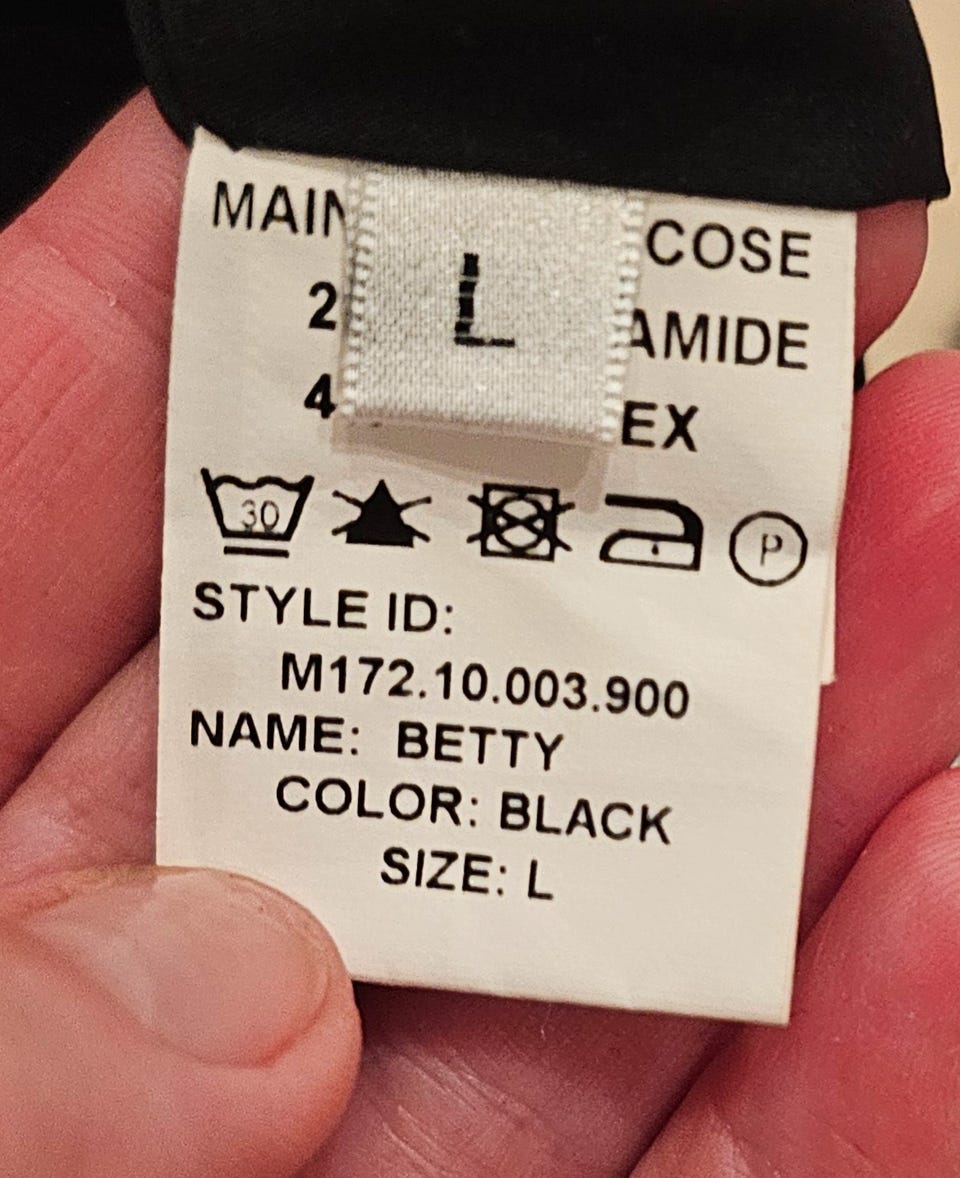 MAIN COSE
2 AMIDE
4 EX
L
30 P
STYLE ID:
M172.10.003.900
NAME: BETTY
COLOR: BLACK
SIZE: L